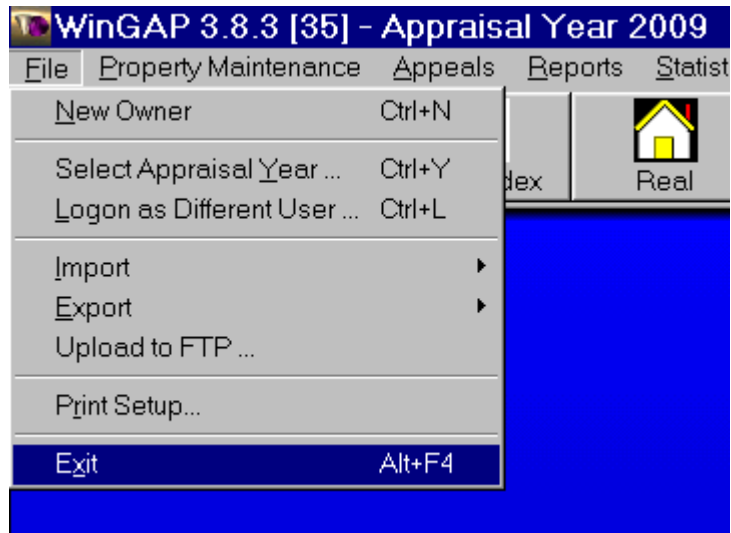 WinGAP 3.8.3 [35] - Appraisal Year 2009
File Property Maintenance Appeals Reports Statist
New Owner Ctrl+N
Select Appraisal Year ... Ctrl+Y
Logon as Different User ... Ctrl+L
Import
Export
Upload to FTP ...
Print Setup...
Exit Alt+F4
dex Real